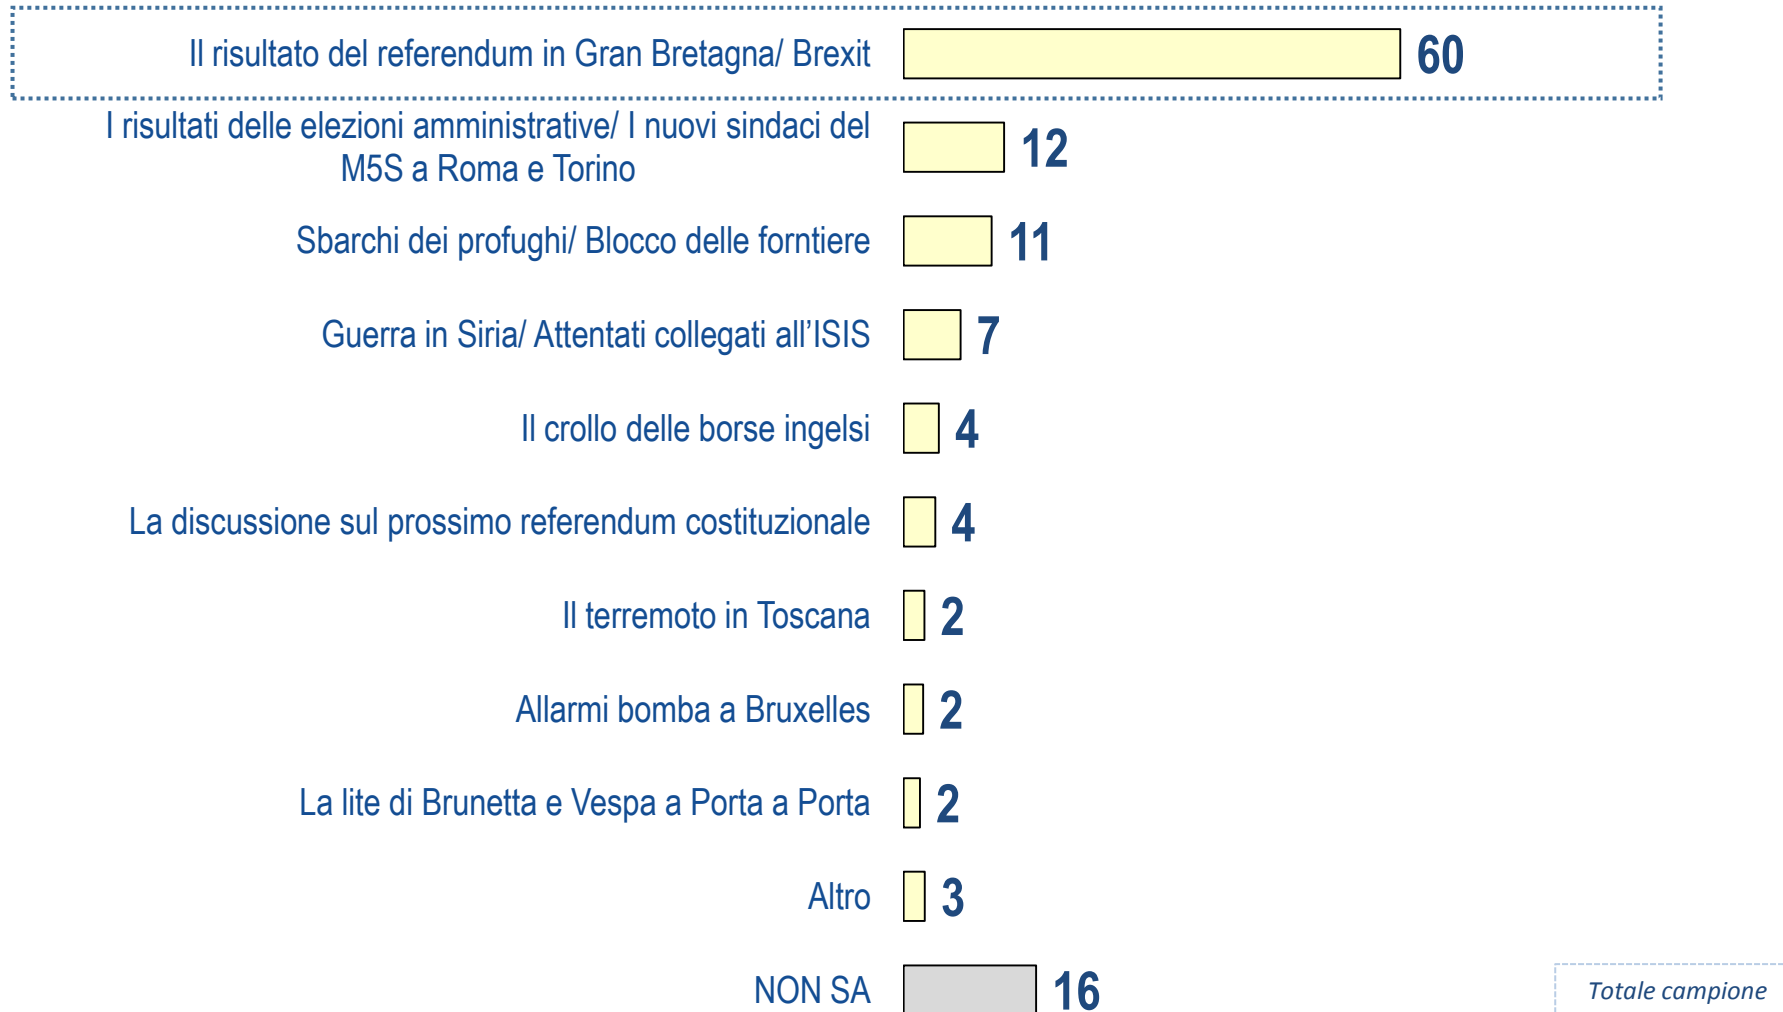 Il risultato del referendum in Gran Bretagna/ Brexit 60
I risultati delle elezioni amministrative/ I nuovi sindaci del
M5S a Roma e Torino 12
Sbarchi dei profughi/ Blocco delle forntiere 11
Guerra in Siria/ Attentati collegati all’ISIS 7
Il crollo delle borse ingelsi 4
La discussione sul prossimo referendum costituzionale 4
Il terremoto in Toscana 2
Allarmi bomba a Bruxelles 2
La lite di Brunetta e Vespa a Porta a Porta 2
Altro 3
NON SA 16
Totale campione